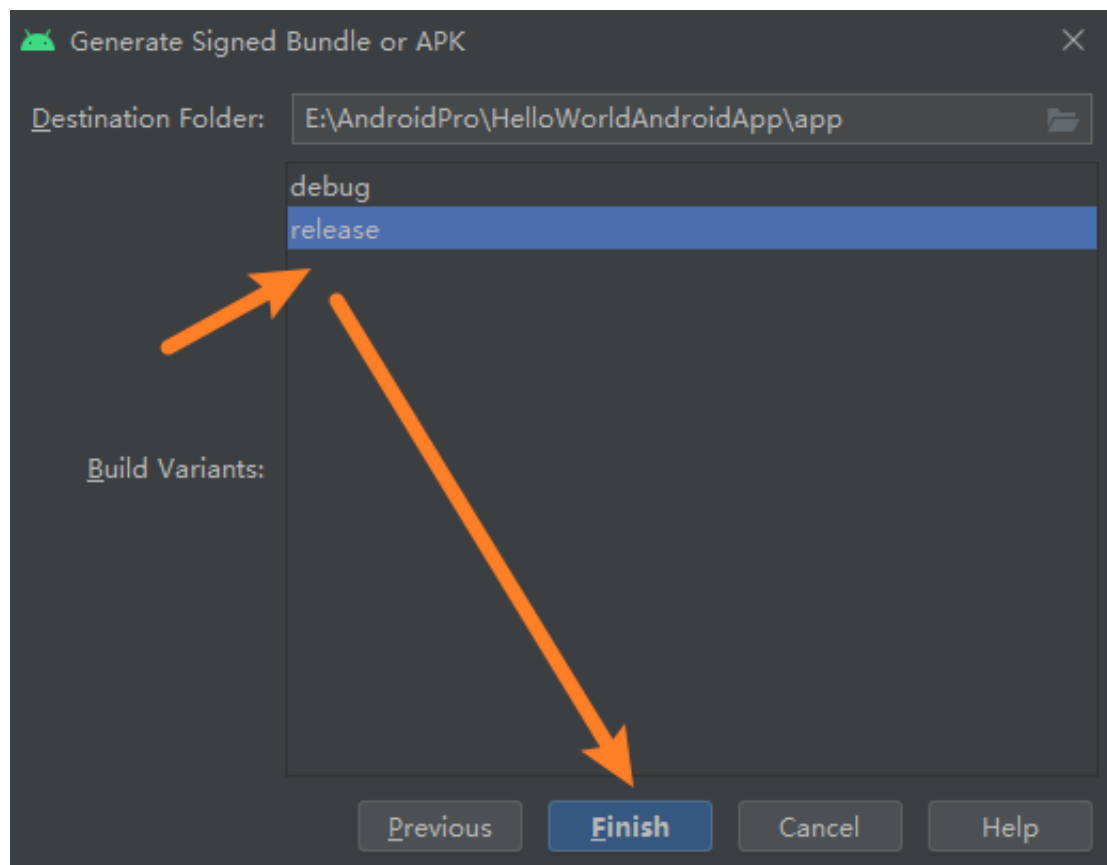 Generate Signed Bundle or APK
Destination Folder: E:\AndroidPro\HelloWorldAndroidApp\app
debug
release
Build Variants:
Previous Finish Cancel Help